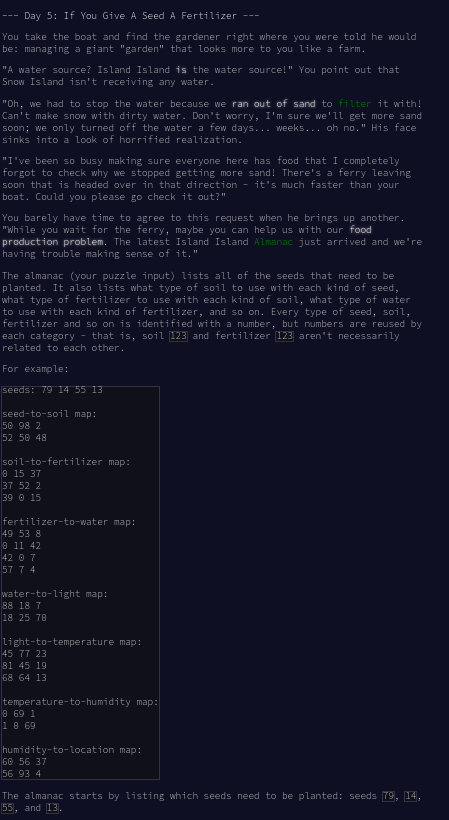 --- Day 5: If You Give A Seed A Fertilizer ---
You take the boat and find the gardener right where you were told he would
be: managing a giant "garden" that looks more to you like a farm.
"A water source? Island Island is the water source!" You point out that
Snow Island isn't receiving any water.
"Oh, we had to stop the water because we ran out of sand to filter it with!
Can't make snow with dirty water. Don't worry, I'm sure we'll get more sand
soon; we only turned off the water a few days... weeks... oh no." His face
sinks into a look of horrified realization.
"I've been so busy making sure everyone here has food that I completely
forgot to check why we stopped getting more sand! There's a ferry leaving
soon that is headed over in that direction - it's much faster than your
boat. Could you please go check it out?"
You barely have time to agree to this request when he brings up another.
"While you wait for the ferry, maybe you can help us with our food
production problem. The latest Island Island Almanac just arrived and we're
having trouble making sense of it."
The almanac (your puzzle input) lists all of the seeds that need to be
planted. It also lists what type of soil to use with each kind of seed,
what type of fertilizer to use with each kind of soil, what type of water
to use with each kind of fertilizer, and so on. Every type of seed, soil,
fertilizer and so on is identified with a number, but numbers are reused by
each category - that is, soil 123 and fertilizer 123 aren't necessarily
related to each other.
For example:
seeds: 79 14 55 13
seed-to-soil map:
50 98 2
52 50 48
soil-to-fertilizer map:
0 15 37
37 52 2
39 0 15
fertilizer-to-water map:
49 53 8
0 11 42
42 0 7
57 7 4
water-to-light map:
88 18 7
18 25 70
light-to-temperature map:
45 77 23
81 45 19
68 64 13
temperature-to-humidity map:
0 69 1
1 0 69
humidity-to-location map:
60 56 37
56 93 4
The almanac starts by listing which seeds need to be planted: seeds 79, 14,
55, and 13.